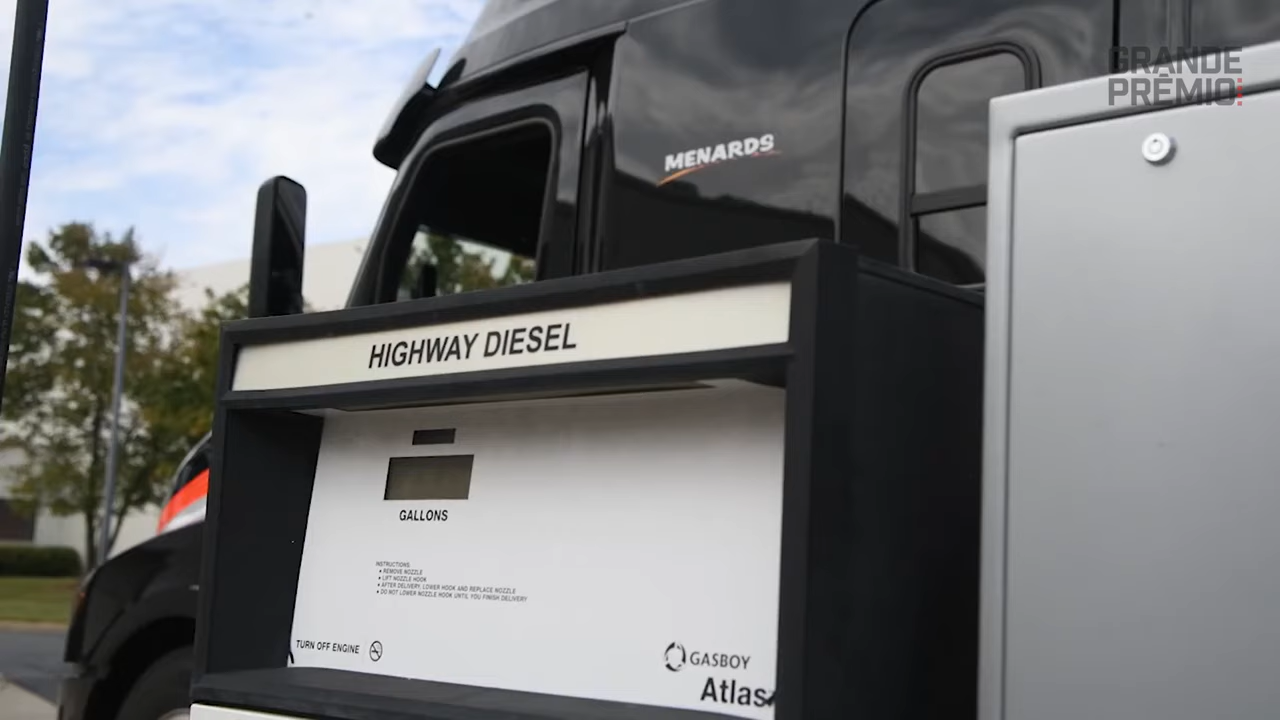 GRANDE
PRÊMIO
MENARDS
HIGHWAY DIESEL
GALLONS
INSTRUCTIONS:
• REMOVE NOZZLE
• LIFT NOZZLE HOOK
• AFTER DELIVERY, LOWER HOOK AND REPLACE NOZZLE
• DO NOT LOWER NOZZLE HOOK UNTIL YOU FINISH DELIVERY
TURN OFF ENGINE
GASBOY
Atlas